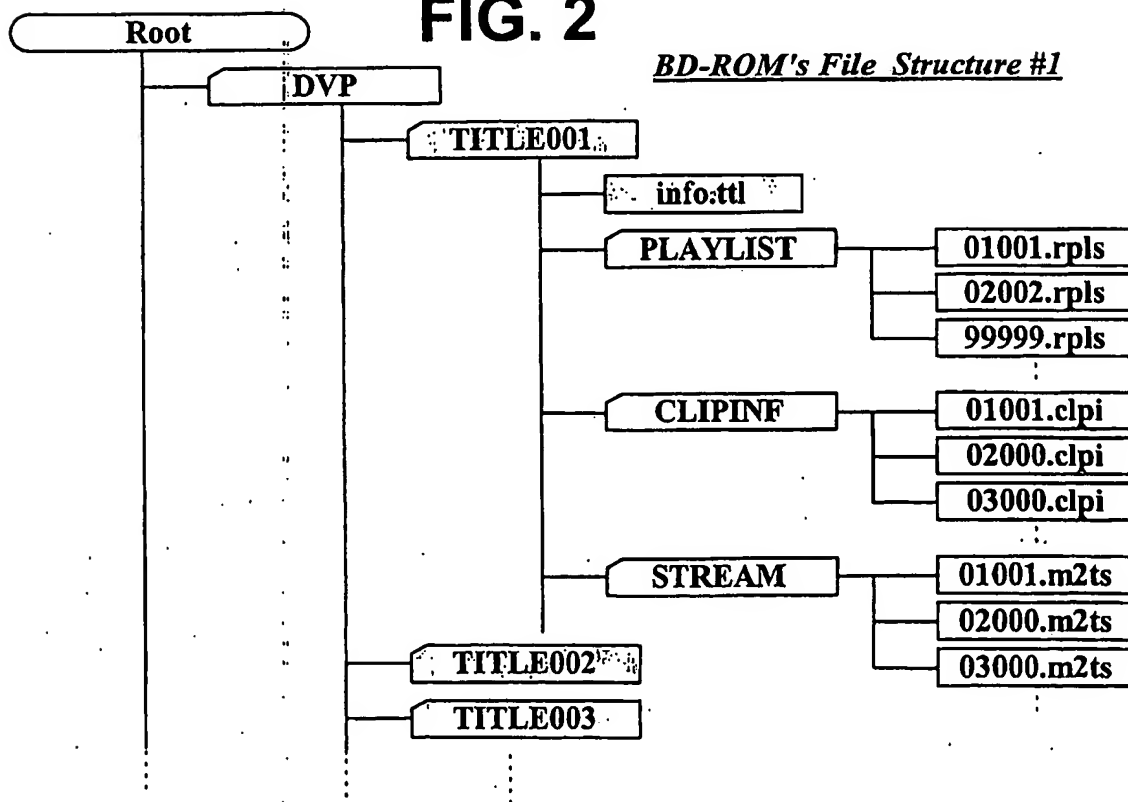 FIG. 2
Root
BD-ROM's File Structure #1
DVP
TITLE001
info.ttl
PLAYLIST
01001.rpls
02002.rpls
99999.rpls
CLIPINF
01001.clpi
02000.clpi
03000.clpi
STREAM
01001.m2ts
02000.m2ts
03000.m2ts
TITLE002
TITLE003